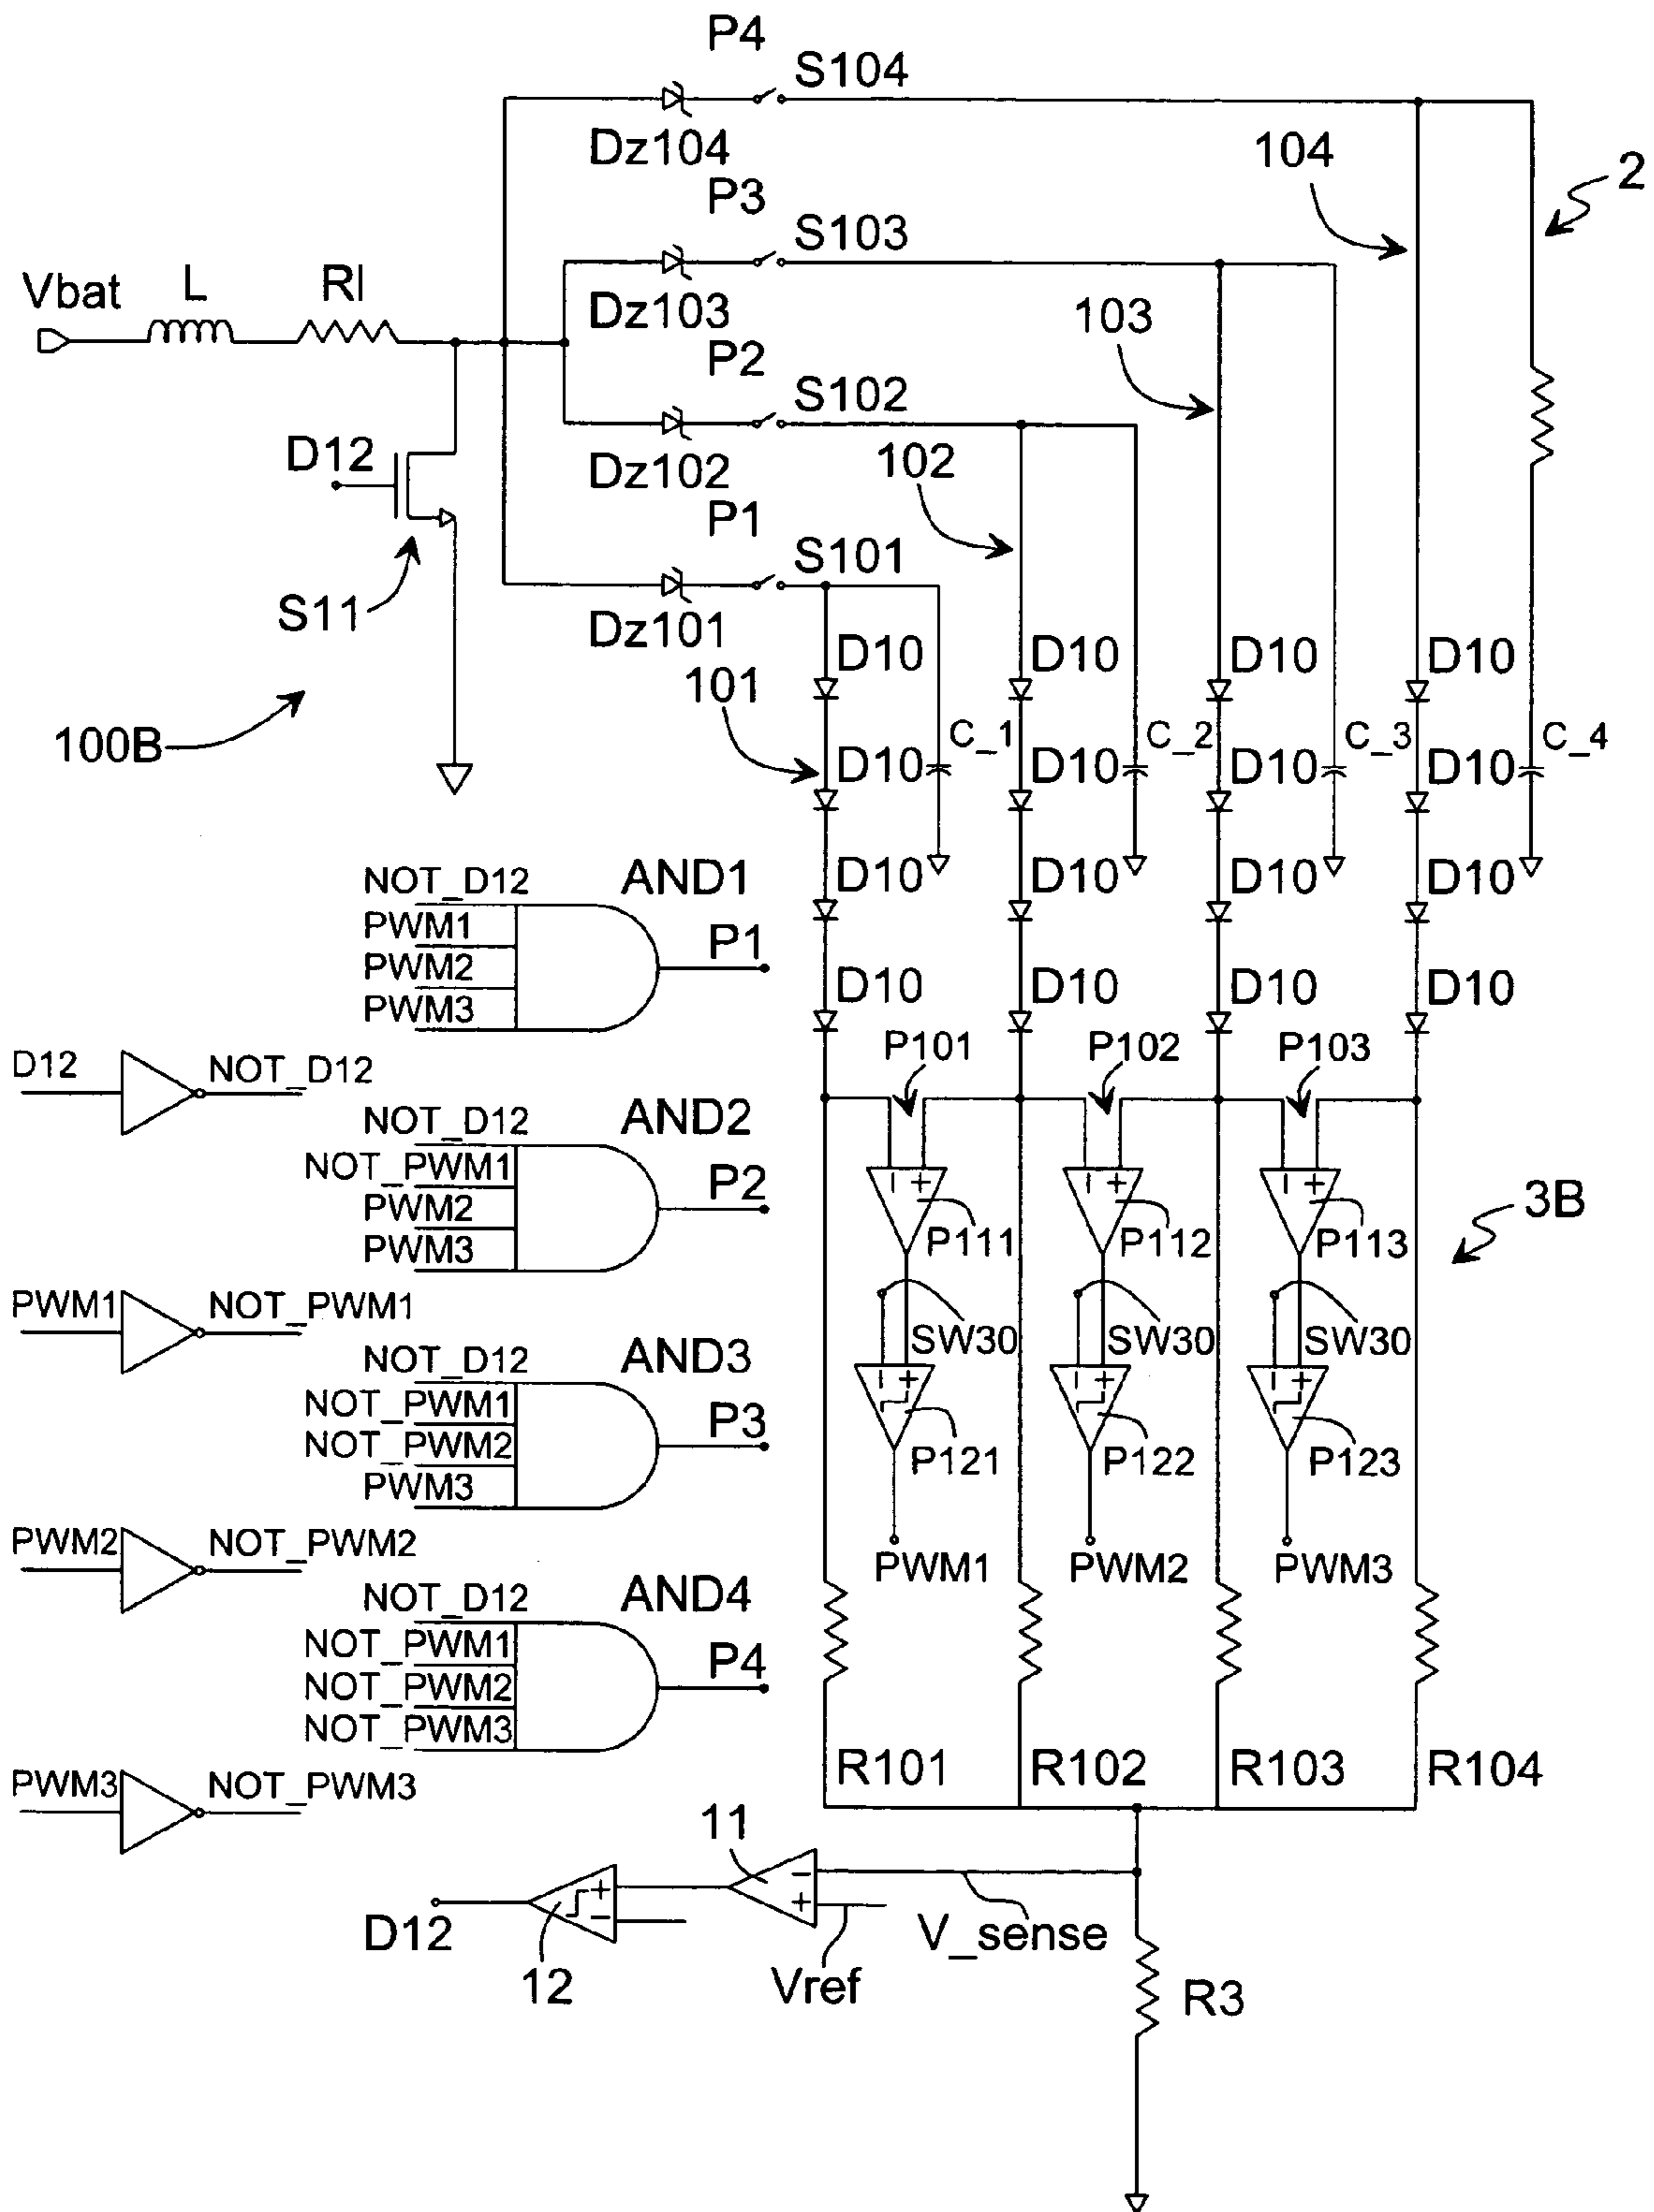 P4
S104
Dz104
104
2
P3
S103
Dz103
103
Vbat
L
Rl
P2
S102
Dz102
102
D12
P1
S101
Dz101
S11
101
100B
D10 D10 D10 D10
C_1 C_2 C_3 C_4
D10 D10 D10 D10
D10 D10 D10 D10
D10 D10 D10 D10
NOT_D12
PWM1
PWM2
PWM3
AND1
P1
D12 NOT_D12
NOT_D12
NOT_PWM1
PWM2
PWM3
AND2
P2
PWM1 NOT_PWM1
NOT_D12
NOT_PWM1
NOT_PWM2
PWM3
AND3
P3
PWM2 NOT_PWM2
NOT_D12
NOT_PWM1
NOT_PWM2
NOT_PWM3
AND4
P4
PWM3 NOT_PWM3
P101 P102 P103
− + − + − +
P111 P112 P113
3B
SW30 SW30 SW30
− + − + − +
P121 P122 P123
PWM1 PWM2 PWM3
R101 R102 R103 R104
11
−
+
+
−
D12
12
Vref
V_sense
R3